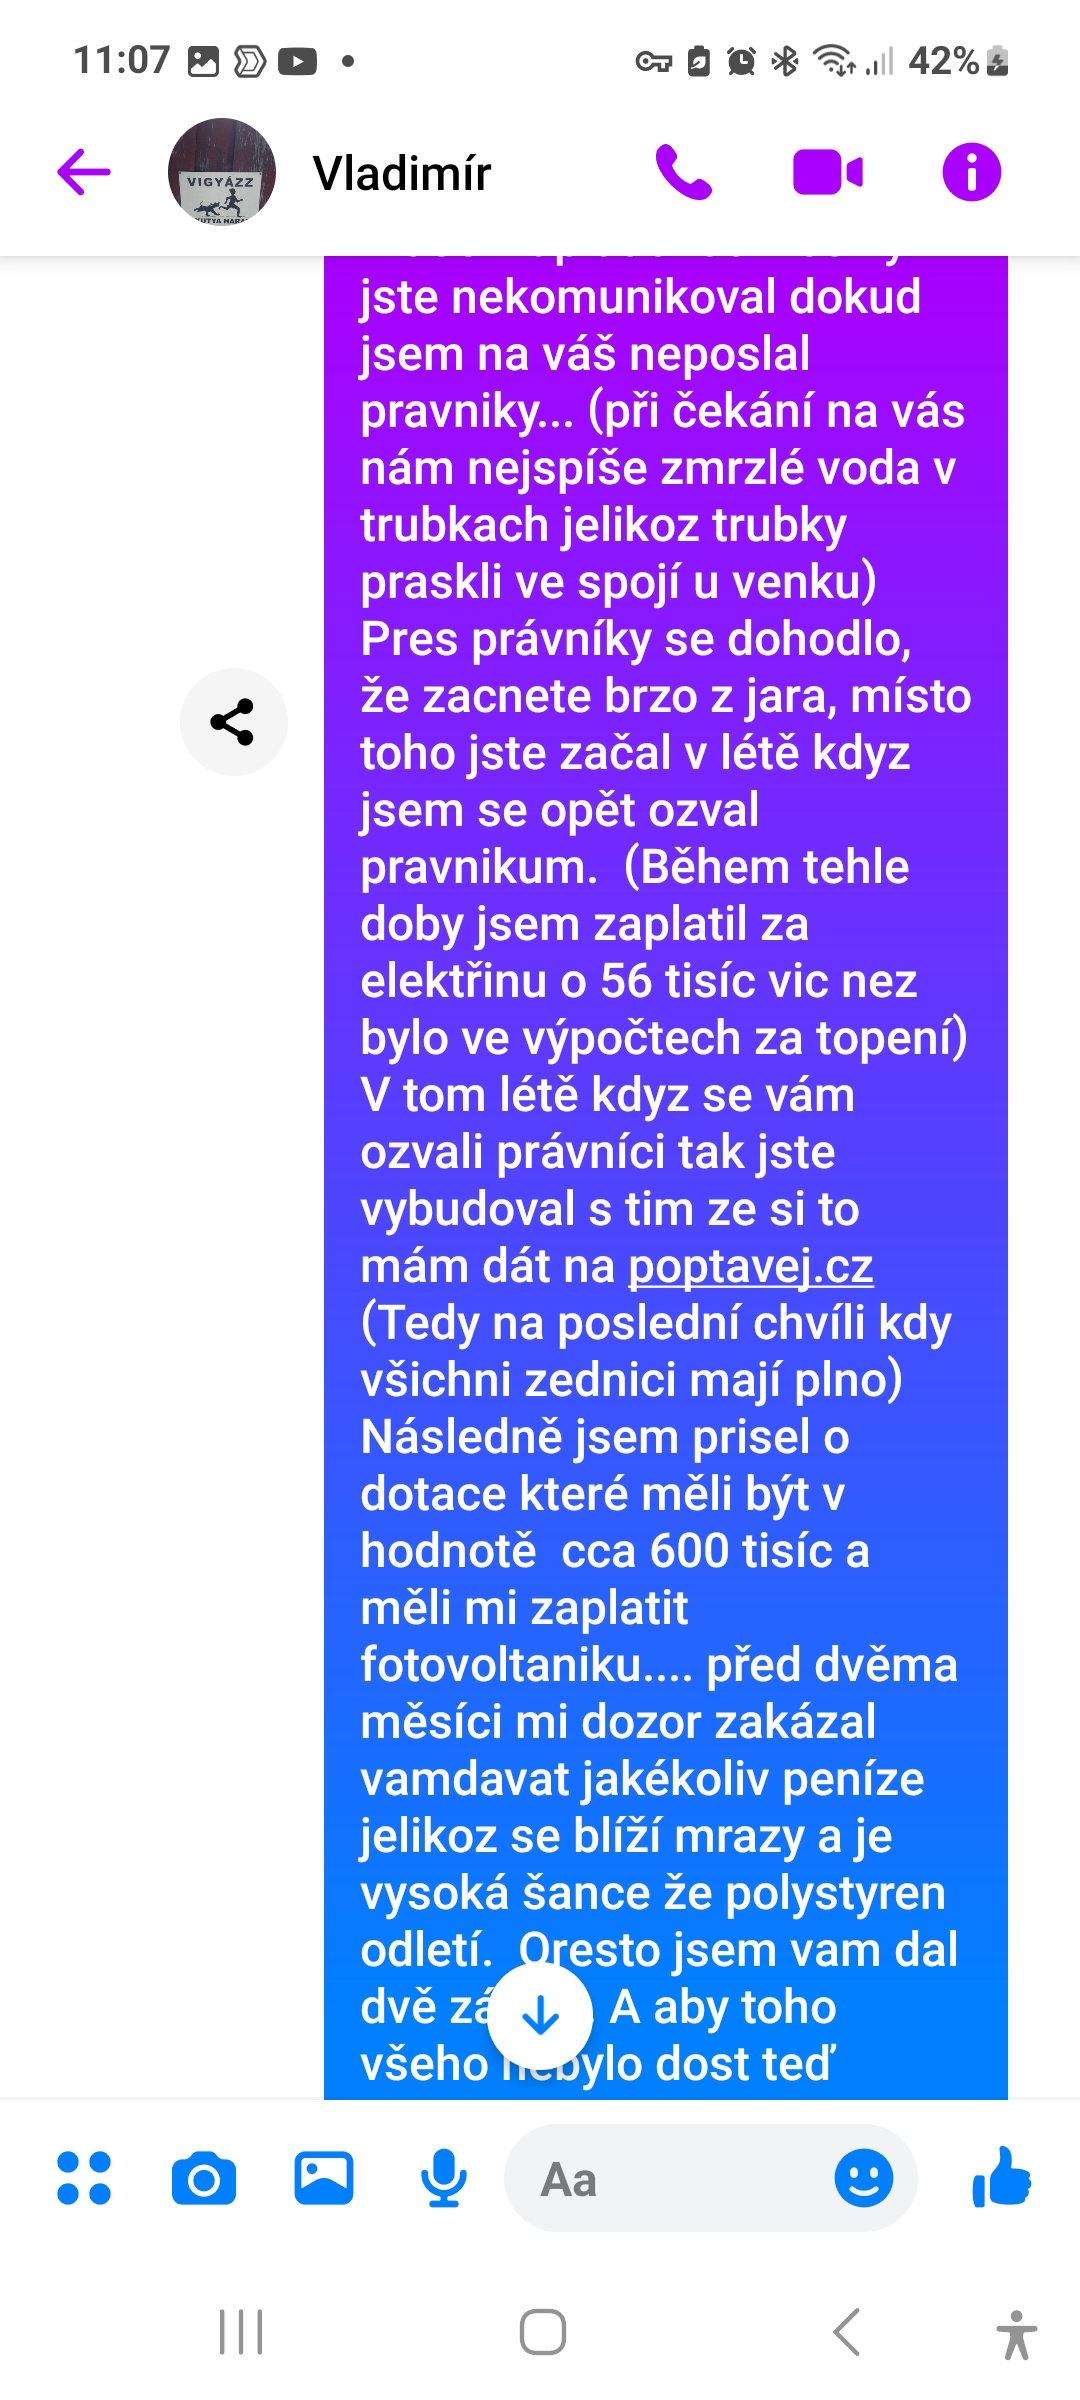 11:07
42%
VIGYÁZZ
Vladimír
jste nekomunikoval dokud
jsem na váš neposlal
pravniky... (při čekání na vás
nám nejspíše zmrzlé voda v
trubkach jelikoz trubky
praskli ve spojí u venku)
Pres právníky se dohodlo,
že zacnete brzo z jara, místo
toho jste začal v létě kdyz
jsem se opět ozval
pravnikum.  (Během tehle
doby jsem zaplatil za
elektřinu o 56 tisíc vic nez
bylo ve výpočtech za topení)
V tom létě kdyz se vám
ozvali právníci tak jste
vybudoval s tim ze si to
mám dát na poptavej.cz
(Tedy na poslední chvíli kdy
všichni zednici mají plno)
Následně jsem prisel o
dotace které měli být v
hodnotě  cca 600 tisíc a
měli mi zaplatit
fotovoltaniku.... před dvěma
měsíci mi dozor zakázal
vamdavat jakékoliv peníze
jelikoz se blíží mrazy a je
vysoká šance že polystyren
odletí.  Oresto jsem vam dal
dvě A aby toho
všeho nebylo dost teď
Aa